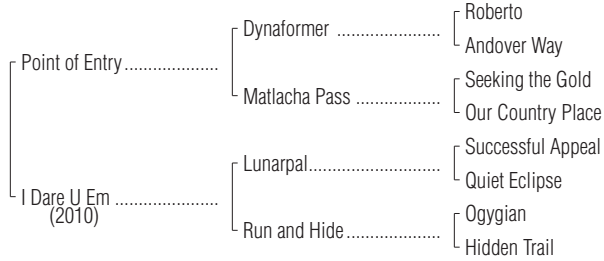 Roberto
Dynaformer ..................
Andover Way
Point of Entry....................
Seeking the Gold
Matlacha Pass ................
Our Country Place
Successful Appeal
Lunarpal.........................
Quiet Eclipse
I Dare U Em ......................
(2010)
Ogygian
Run and Hide..................
Hidden Trail